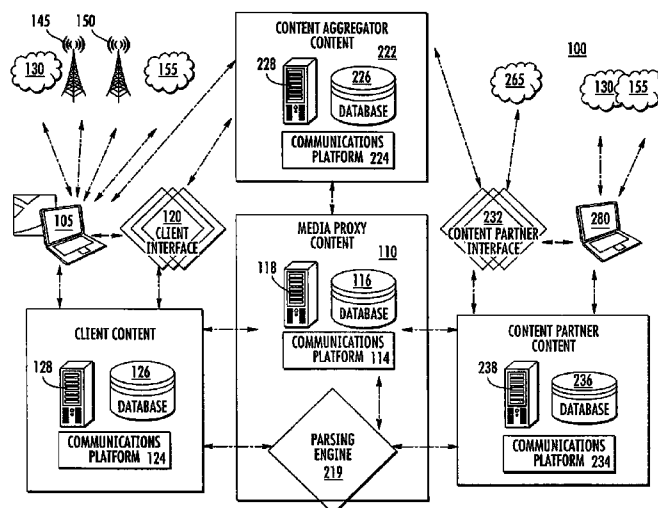 145
150
130
155
CONTENT AGGREGATOR
CONTENT
222
228
226
DATABASE
COMMUNICATIONS
PLATFORM 224
100
265
130
155
105
120
CLIENT
INTERFACE
MEDIA PROXY
CONTENT
110
118
116
DATABASE
COMMUNICATIONS
PLATFORM 114
232
CONTENT PARTNER
INTERFACE
280
CLIENT CONTENT
128
126
DATABASE
COMMUNICATIONS
PLATFORM 124
PARSING
ENGINE
219
CONTENT PARTNER
CONTENT
238
236
DATABASE
COMMUNICATIONS
PLATFORM 234